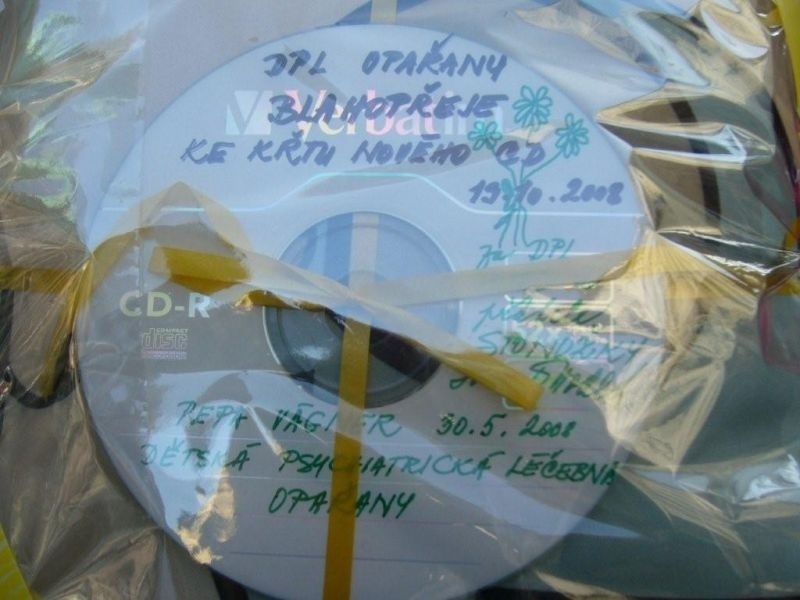 DPL OPAŘANY
Verbatim
BLAHOPŘEJE
KE KŘTU NOVÉHO CD
19.10.2008
ZA DPL
CD-R
COMPACT
disc
PEPA VÁGNER 30.5.2008
DĚTSKÁ PSYCHIATRICKÁ LÉČEBNA
OPAŘANY